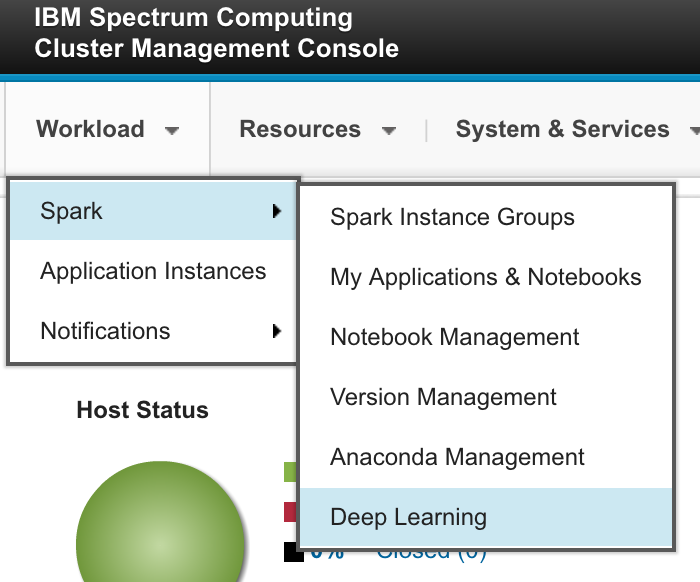 IBM Spectrum Computing
Cluster Management Console
Workload
Resources
System & Services
Spark
Application Instances
Notifications
Spark Instance Groups
My Applications & Notebooks
Notebook Management
Version Management
Anaconda Management
Deep Learning
Host Status
0% Closed (0)